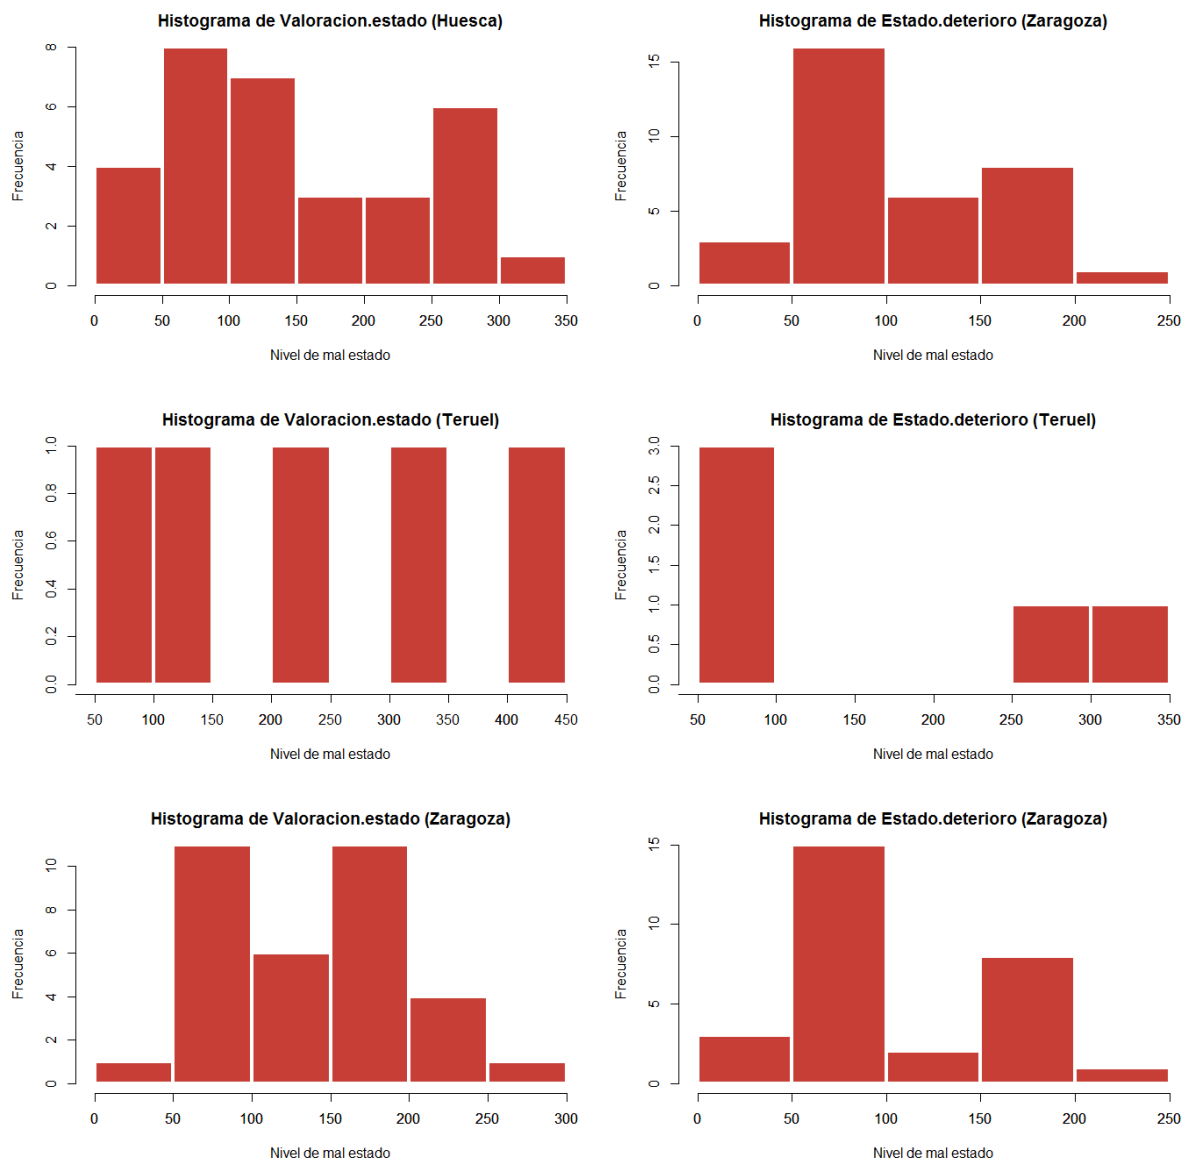 Histograma de Valoracion.estado (Huesca)
Frecuencia
0 2 4 6 8
0 50 100 150 200 250 300 350
Nivel de mal estado
Histograma de Estado.deterioro (Zaragoza)
Frecuencia
0 5 10 15
0 50 100 150 200 250
Nivel de mal estado
Histograma de Valoracion.estado (Teruel)
Frecuencia
0.0 0.2 0.4 0.6 0.8 1.0
50 100 150 200 250 300 350 400 450
Nivel de mal estado
Histograma de Estado.deterioro (Teruel)
Frecuencia
0.0 0.5 1.0 1.5 2.0 2.5 3.0
50 100 150 200 250 300 350
Nivel de mal estado
Histograma de Valoracion.estado (Zaragoza)
Frecuencia
0 2 4 6 8 10
0 50 100 150 200 250 300
Nivel de mal estado
Histograma de Estado.deterioro (Zaragoza)
Frecuencia
0 5 10 15
0 50 100 150 200 250
Nivel de mal estado